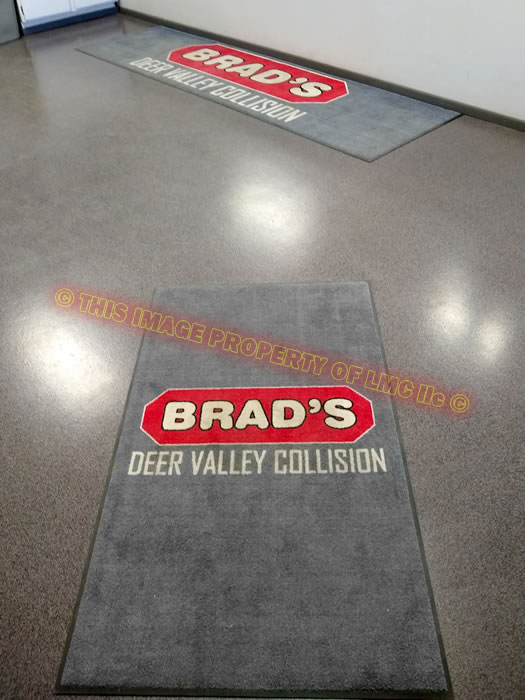 BRAD'S
DEER VALLEY COLLISION
© THIS IMAGE PROPERTY OF LMC llc ©
BRAD'S
DEER VALLEY COLLISION